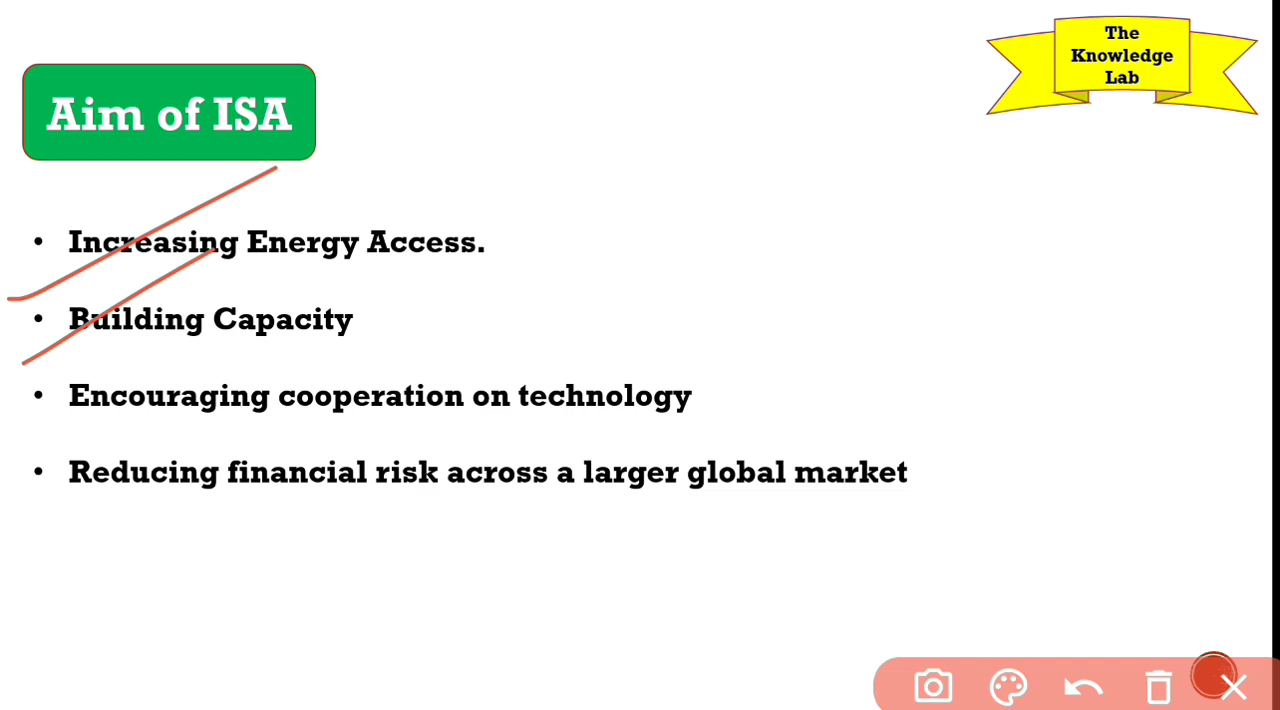 The
Knowledge
Lab
Aim of ISA
• Increasing Energy Access.
• Building Capacity
• Encouraging cooperation on technology
• Reducing financial risk across a larger global market